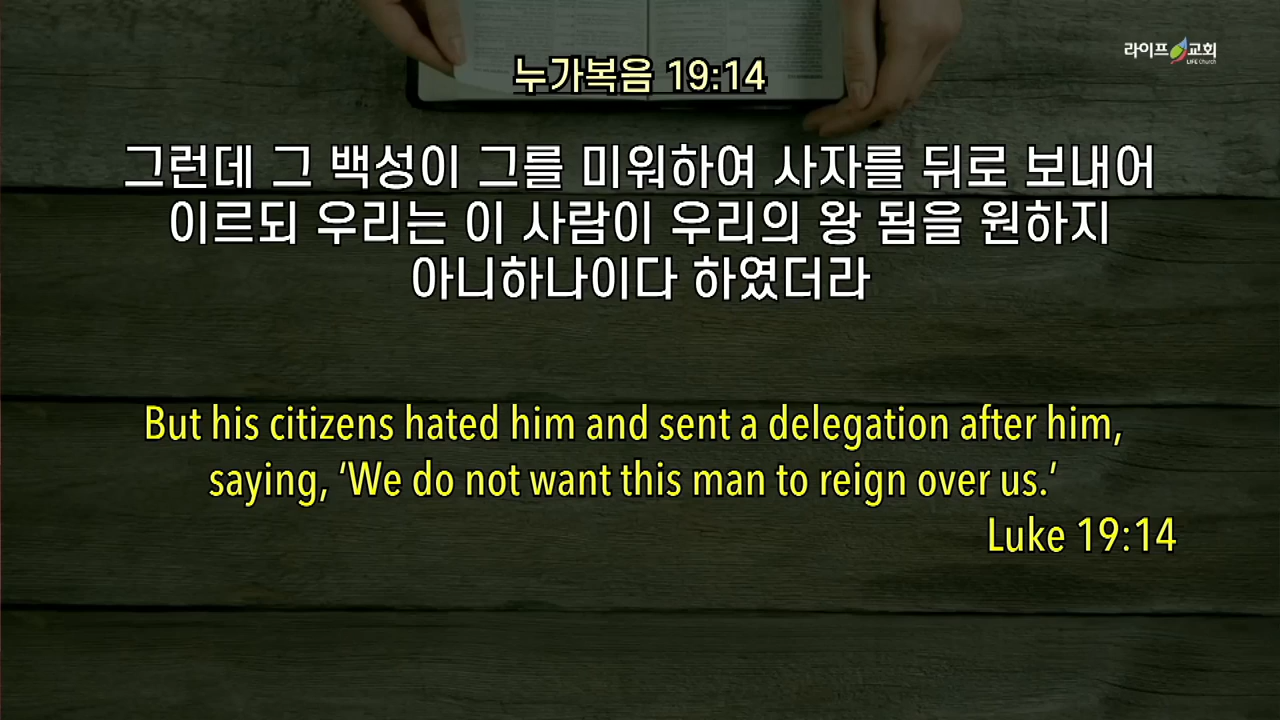 라이프교회
LIFE Church
누가복음 19:14
그런데 그 백성이 그를 미워하여 사자를 뒤로 보내어
이르되 우리는 이 사람이 우리의 왕 됨을 원하지
아니하나이다 하였더라
But his citizens hated him and sent a delegation after him,
saying, ‘We do not want this man to reign over us.’
Luke 19:14